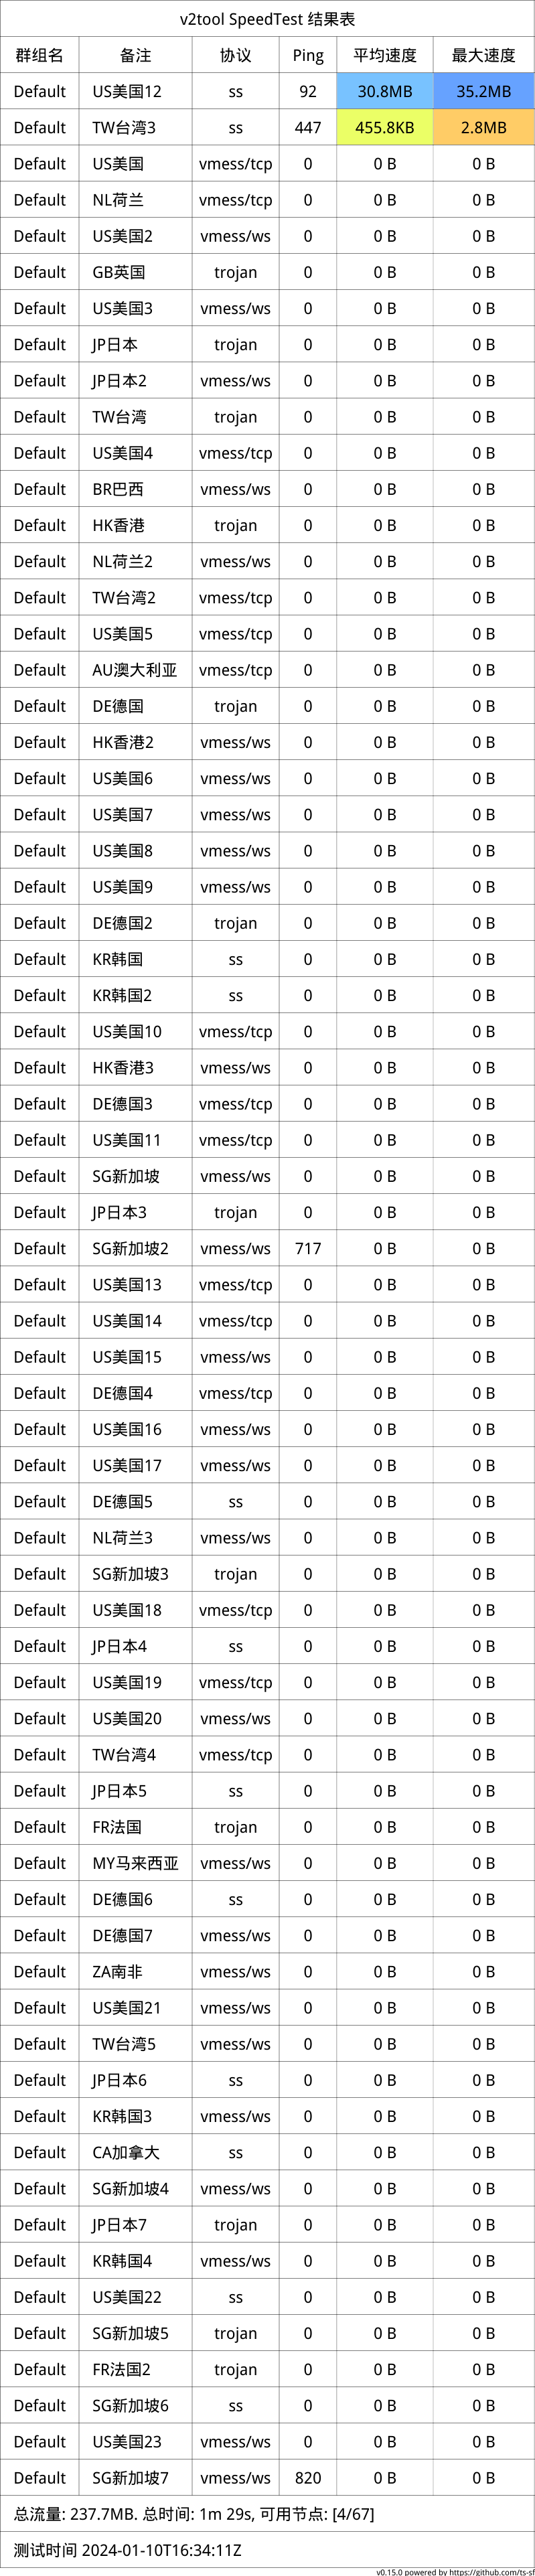 v2tool SpeedTest 结果表
群组名 备注 协议 Ping 平均速度 最大速度
Default US美国12 ss 92 30.8MB 35.2MB
Default TW台湾3 ss 447 455.8KB 2.8MB
Default US美国 vmess/tcp 0 0 B 0 B
Default NL荷兰 vmess/tcp 0 0 B 0 B
Default US美国2 vmess/ws 0 0 B 0 B
Default GB英国 trojan 0 0 B 0 B
Default US美国3 vmess/ws 0 0 B 0 B
Default JP日本 trojan 0 0 B 0 B
Default JP日本2 vmess/ws 0 0 B 0 B
Default TW台湾 trojan 0 0 B 0 B
Default US美国4 vmess/tcp 0 0 B 0 B
Default BR巴西 vmess/ws 0 0 B 0 B
Default HK香港 trojan 0 0 B 0 B
Default NL荷兰2 vmess/ws 0 0 B 0 B
Default TW台湾2 vmess/tcp 0 0 B 0 B
Default US美国5 vmess/tcp 0 0 B 0 B
Default AU澳大利亚 vmess/tcp 0 0 B 0 B
Default DE德国 trojan 0 0 B 0 B
Default HK香港2 vmess/ws 0 0 B 0 B
Default US美国6 vmess/ws 0 0 B 0 B
Default US美国7 vmess/ws 0 0 B 0 B
Default US美国8 vmess/ws 0 0 B 0 B
Default US美国9 vmess/ws 0 0 B 0 B
Default DE德国2 trojan 0 0 B 0 B
Default KR韩国 ss 0 0 B 0 B
Default KR韩国2 ss 0 0 B 0 B
Default US美国10 vmess/tcp 0 0 B 0 B
Default HK香港3 vmess/ws 0 0 B 0 B
Default DE德国3 vmess/tcp 0 0 B 0 B
Default US美国11 vmess/tcp 0 0 B 0 B
Default SG新加坡 vmess/ws 0 0 B 0 B
Default JP日本3 trojan 0 0 B 0 B
Default SG新加坡2 vmess/ws 717 0 B 0 B
Default US美国13 vmess/tcp 0 0 B 0 B
Default US美国14 vmess/tcp 0 0 B 0 B
Default US美国15 vmess/ws 0 0 B 0 B
Default DE德国4 vmess/tcp 0 0 B 0 B
Default US美国16 vmess/ws 0 0 B 0 B
Default US美国17 vmess/ws 0 0 B 0 B
Default DE德国5 ss 0 0 B 0 B
Default NL荷兰3 vmess/ws 0 0 B 0 B
Default SG新加坡3 trojan 0 0 B 0 B
Default US美国18 vmess/tcp 0 0 B 0 B
Default JP日本4 ss 0 0 B 0 B
Default US美国19 vmess/tcp 0 0 B 0 B
Default US美国20 vmess/ws 0 0 B 0 B
Default TW台湾4 vmess/tcp 0 0 B 0 B
Default JP日本5 ss 0 0 B 0 B
Default FR法国 trojan 0 0 B 0 B
Default MY马来西亚 vmess/ws 0 0 B 0 B
Default DE德国6 ss 0 0 B 0 B
Default DE德国7 vmess/ws 0 0 B 0 B
Default ZA南非 vmess/ws 0 0 B 0 B
Default US美国21 vmess/ws 0 0 B 0 B
Default TW台湾5 vmess/ws 0 0 B 0 B
Default JP日本6 ss 0 0 B 0 B
Default KR韩国3 vmess/ws 0 0 B 0 B
Default CA加拿大 ss 0 0 B 0 B
Default SG新加坡4 vmess/ws 0 0 B 0 B
Default JP日本7 trojan 0 0 B 0 B
Default KR韩国4 vmess/ws 0 0 B 0 B
Default US美国22 ss 0 0 B 0 B
Default SG新加坡5 trojan 0 0 B 0 B
Default FR法国2 trojan 0 0 B 0 B
Default SG新加坡6 ss 0 0 B 0 B
Default US美国23 vmess/ws 0 0 B 0 B
Default SG新加坡7 vmess/ws 820 0 B 0 B
总流量: 237.7MB. 总时间: 1m 29s, 可用节点: [4/67]
测试时间 2024-01-10T16:34:11Z
v0.15.0 powered by https://github.com/ts-sf